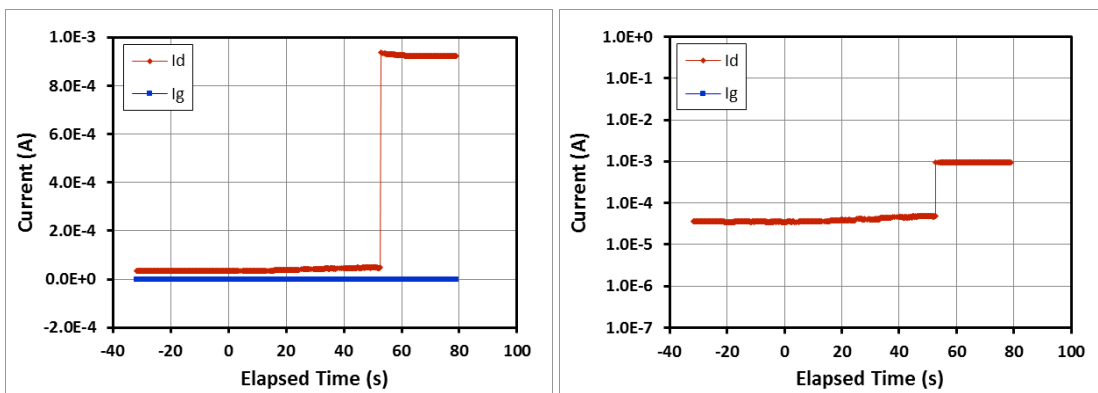 1.0E-3
8.0E-4
6.0E-4
4.0E-4
2.0E-4
0.0E+0
-2.0E-4
Current (A)
Id
Ig
-40 -20 0 20 40 60 80 100
Elapsed Time (s)
1.0E+0
1.0E-1
1.0E-2
1.0E-3
1.0E-4
1.0E-5
1.0E-6
1.0E-7
Current (A)
Id
Ig
-40 -20 0 20 40 60 80 100
Elapsed Time (s)